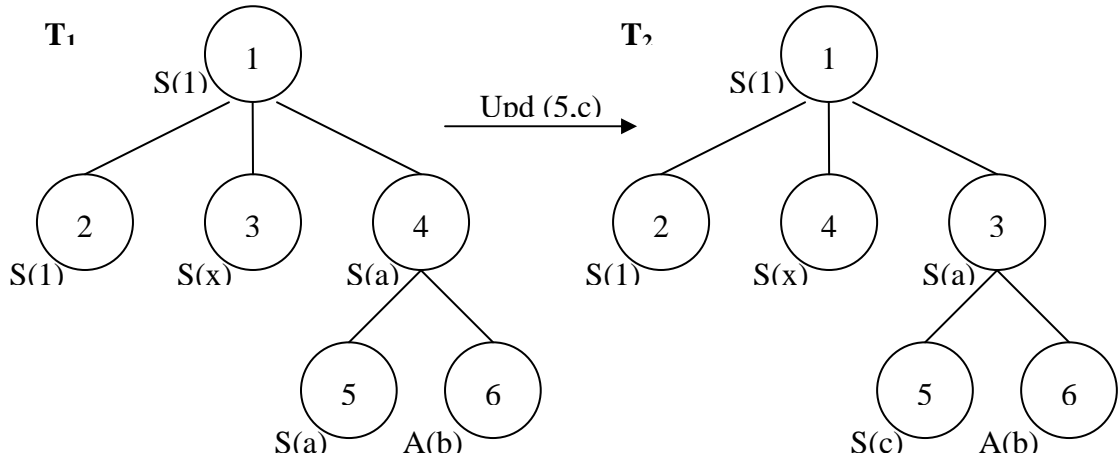 T1 1 T2 1
S(1) Upd (5,c) S(1)
2 3 4 2 4 3
S(1) S(x) S(a) S(1) S(x) S(a)
5 6 5 6
S(a) A(b) S(c) A(b)